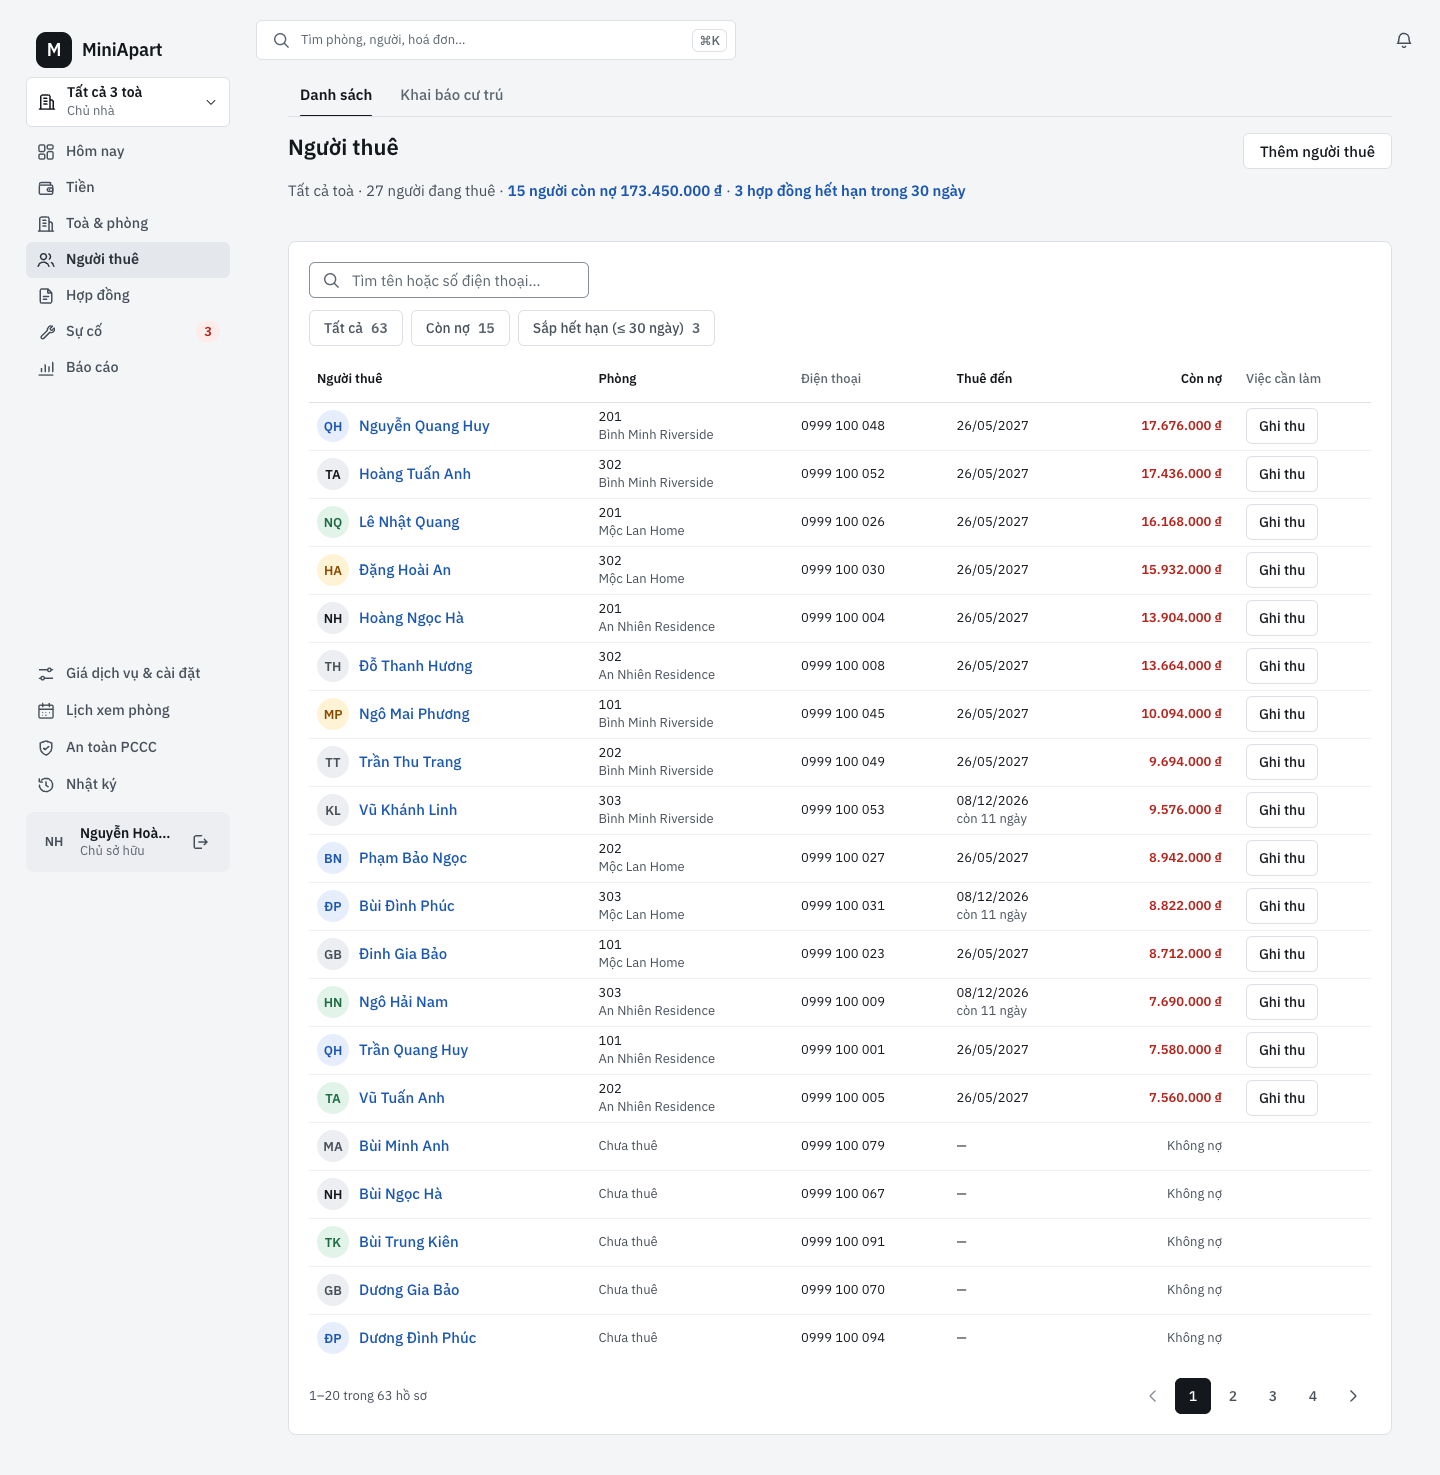 M MiniApart
Tìm phòng, người, hoá đơn... ⌘K
Tất cả 3 toà
Chủ nhà
Hôm nay
Tiền
Toà & phòng
Người thuê
Hợp đồng
Sự cố 3
Báo cáo
Giá dịch vụ & cài đặt
Lịch xem phòng
An toàn PCCC
Nhật ký
NH Nguyễn Hoà...
Chủ sở hữu
Danh sách Khai báo cư trú
Người thuê
Thêm người thuê
Tất cả toà · 27 người đang thuê · 15 người còn nợ 173.450.000 ₫ · 3 hợp đồng hết hạn trong 30 ngày
Tìm tên hoặc số điện thoại...
Tất cả 63 Còn nợ 15 Sắp hết hạn (≤ 30 ngày) 3
Người thuê Phòng Điện thoại Thuê đến Còn nợ Việc cần làm
QH Nguyễn Quang Huy 201 Bình Minh Riverside 0999 100 048 26/05/2027 17.676.000 ₫ Ghi thu
TA Hoàng Tuấn Anh 302 Bình Minh Riverside 0999 100 052 26/05/2027 17.436.000 ₫ Ghi thu
NQ Lê Nhật Quang 201 Mộc Lan Home 0999 100 026 26/05/2027 16.168.000 ₫ Ghi thu
HA Đặng Hoài An 302 Mộc Lan Home 0999 100 030 26/05/2027 15.932.000 ₫ Ghi thu
NH Hoàng Ngọc Hà 201 An Nhiên Residence 0999 100 004 26/05/2027 13.904.000 ₫ Ghi thu
TH Đỗ Thanh Hương 302 An Nhiên Residence 0999 100 008 26/05/2027 13.664.000 ₫ Ghi thu
MP Ngô Mai Phương 101 Bình Minh Riverside 0999 100 045 26/05/2027 10.094.000 ₫ Ghi thu
TT Trần Thu Trang 202 Bình Minh Riverside 0999 100 049 26/05/2027 9.694.000 ₫ Ghi thu
KL Vũ Khánh Linh 303 Bình Minh Riverside 0999 100 053 08/12/2026 còn 11 ngày 9.576.000 ₫ Ghi thu
BN Phạm Bảo Ngọc 202 Mộc Lan Home 0999 100 027 26/05/2027 8.942.000 ₫ Ghi thu
ĐP Bùi Đình Phúc 303 Mộc Lan Home 0999 100 031 08/12/2026 còn 11 ngày 8.822.000 ₫ Ghi thu
GB Đinh Gia Bảo 101 Mộc Lan Home 0999 100 023 26/05/2027 8.712.000 ₫ Ghi thu
HN Ngô Hải Nam 303 An Nhiên Residence 0999 100 009 08/12/2026 còn 11 ngày 7.690.000 ₫ Ghi thu
QH Trần Quang Huy 101 An Nhiên Residence 0999 100 001 26/05/2027 7.580.000 ₫ Ghi thu
TA Vũ Tuấn Anh 202 An Nhiên Residence 0999 100 005 26/05/2027 7.560.000 ₫ Ghi thu
MA Bùi Minh Anh Chưa thuê 0999 100 079 — Không nợ
NH Bùi Ngọc Hà Chưa thuê 0999 100 067 — Không nợ
TK Bùi Trung Kiên Chưa thuê 0999 100 091 — Không nợ
GB Dương Gia Bảo Chưa thuê 0999 100 070 — Không nợ
ĐP Dương Đình Phúc Chưa thuê 0999 100 094 — Không nợ
1–20 trong 63 hồ sơ 1 2 3 4